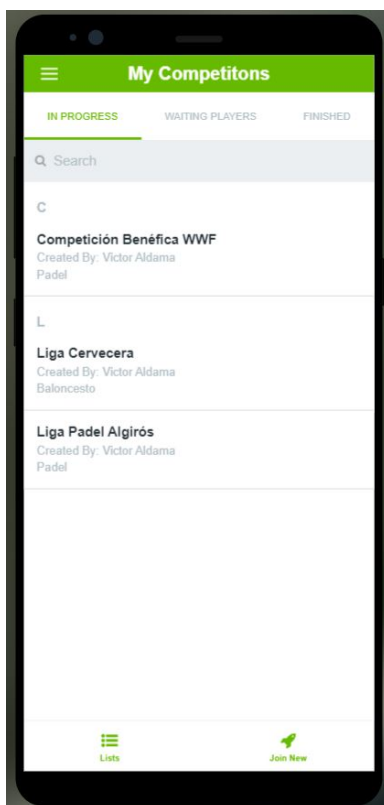 My Competitons
IN PROGRESS
WAITING PLAYERS
FINISHED
Search
C
Competición Benéfica WWF
Created By: Victor Aldama
Padel
L
Liga Cervecera
Created By: Victor Aldama
Baloncesto
Liga Padel Algirós
Created By: Victor Aldama
Padel
Lists
Join New